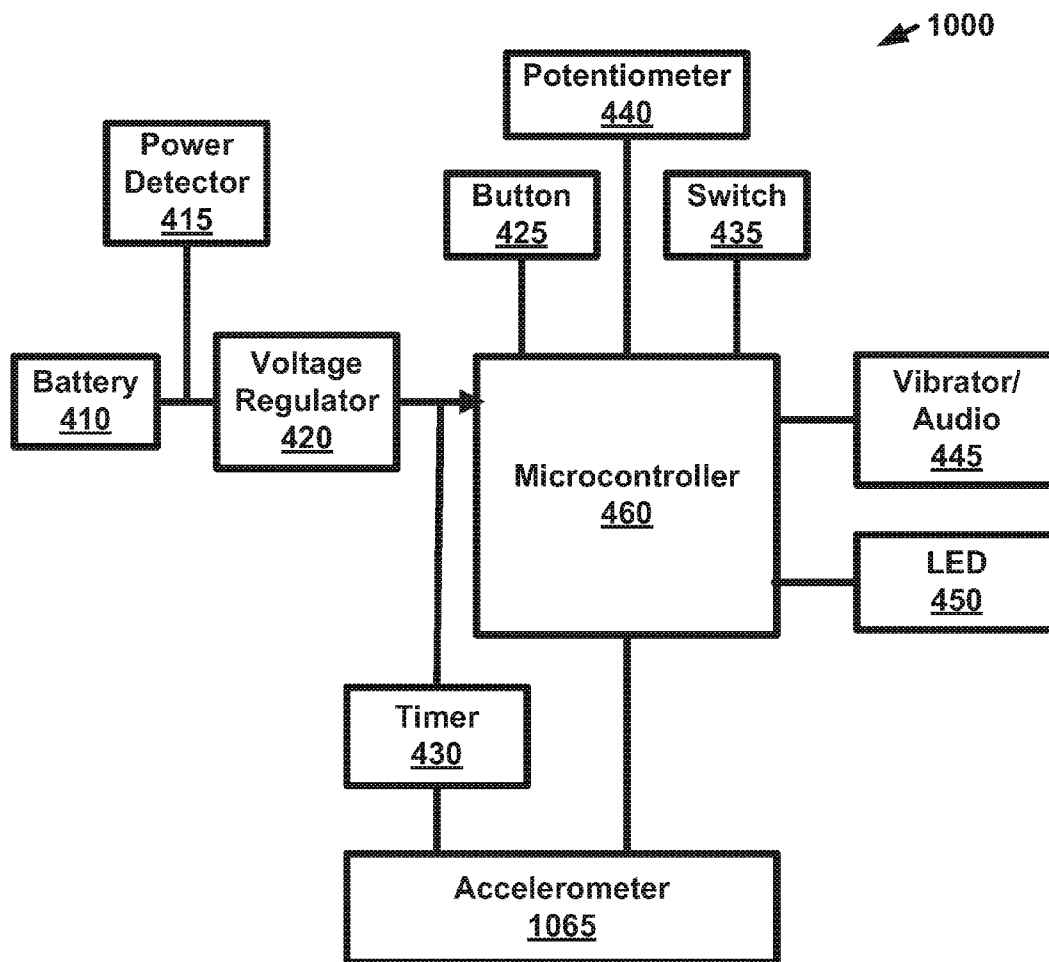 1000
Potentiometer
440
Power
Detector
415
Button
425
Switch
435
Battery
410
Voltage
Regulator
420
Microcontroller
460
Vibrator/
Audio
445
LED
450
Timer
430
Accelerometer
1065